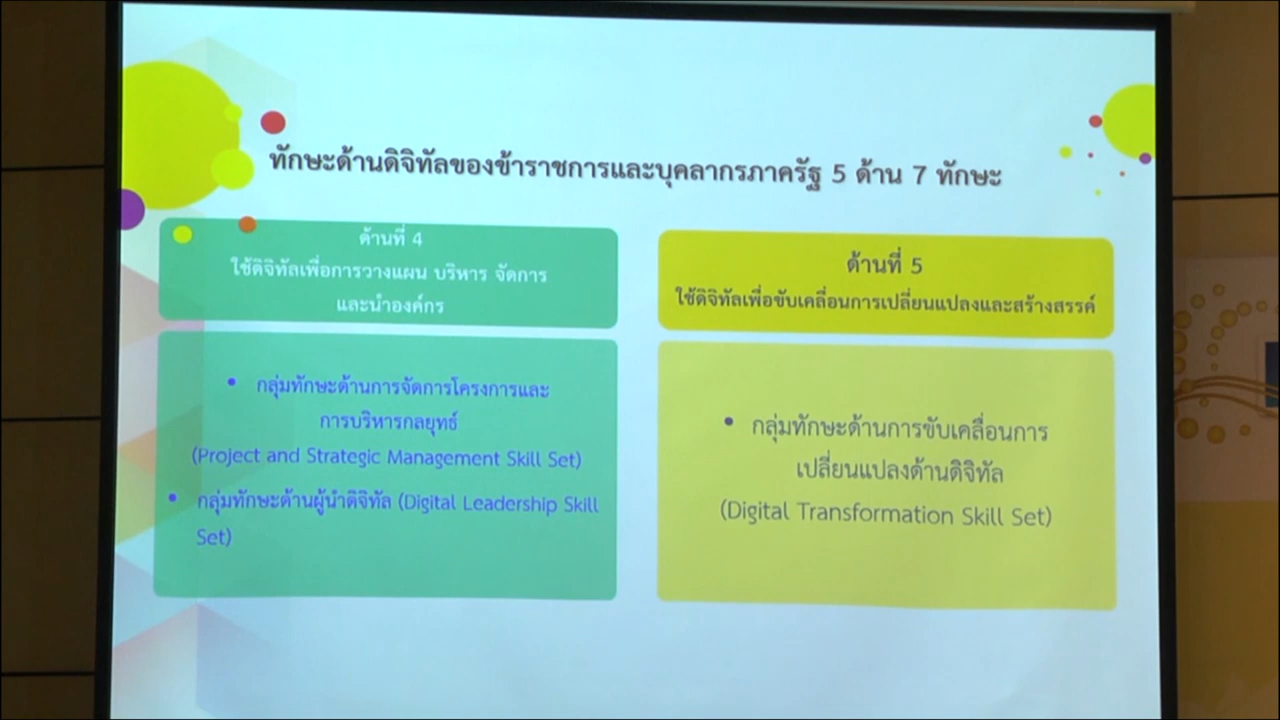 ทักษะด้านดิจิทัลของข้าราชการและบุคลากรภาครัฐ 5 ด้าน 7 ทักษะ
ด้านที่ 4
ใช้ดิจิทัลเพื่อการวางแผน บริหาร จัดการ
และนำองค์กร
• กลุ่มทักษะด้านการจัดการโครงการและ
การบริหารกลยุทธ์
(Project and Strategic Management Skill Set)
• กลุ่มทักษะด้านผู้นำดิจิทัล (Digital Leadership Skill
Set)
ด้านที่ 5
ใช้ดิจิทัลเพื่อขับเคลื่อนการเปลี่ยนแปลงและสร้างสรรค์
• กลุ่มทักษะด้านการขับเคลื่อนการ
เปลี่ยนแปลงด้านดิจิทัล
(Digital Transformation Skill Set)